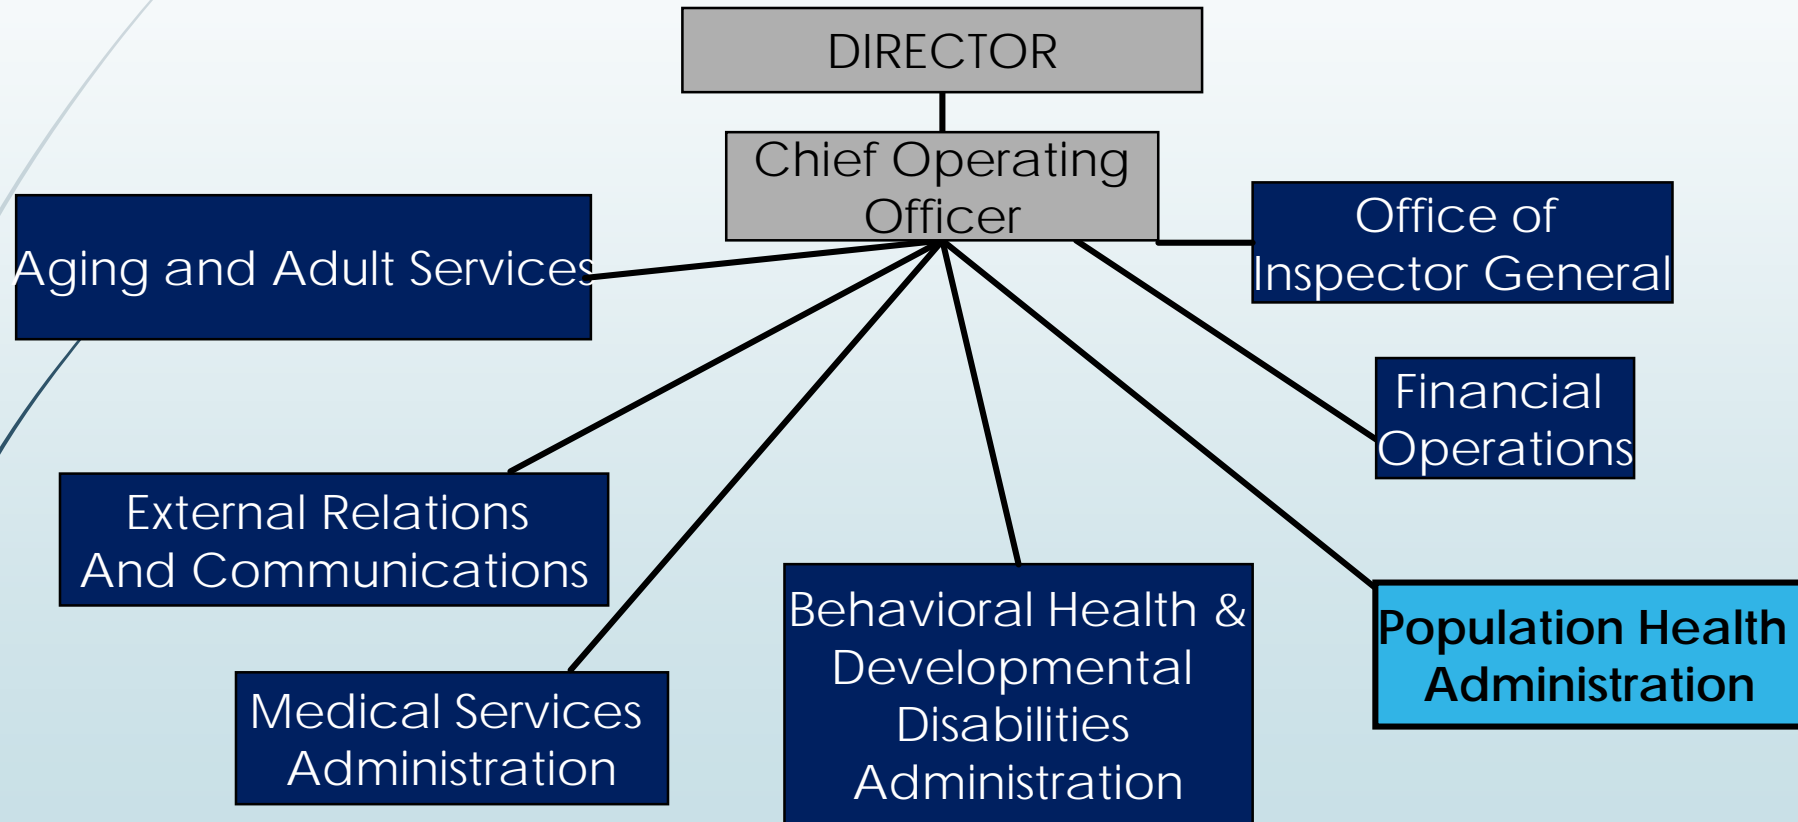 DIRECTOR
Chief Operating
Officer
Office of
Inspector General
Aging and Adult Services
Financial
Operations
External Relations
And Communications
Behavioral Health &
Developmental
Disabilities
Administration
Population Health
Administration
Medical Services
Administration